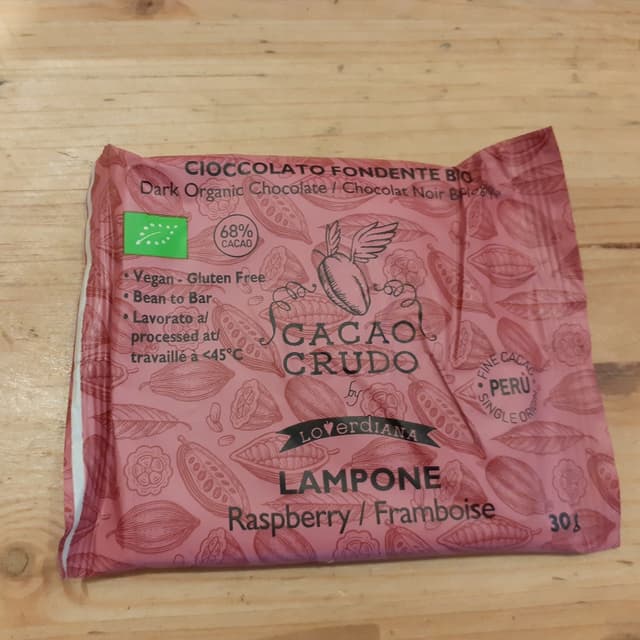 CIOCCOLATO FONDENTE BIO
Dark Organic Chocolate / Chocolat Noir
68%
CACAO
• Vegan - Gluten Free
• Bean to Bar
• Lavorato a/
processed at/
travaillé à <45°C
CACAO
CRUDO
by
LOVerdIANA
FINE CACAO
PERÙ
SINGLE ORIGIN
LAMPONE
Raspberry / Framboise
30g